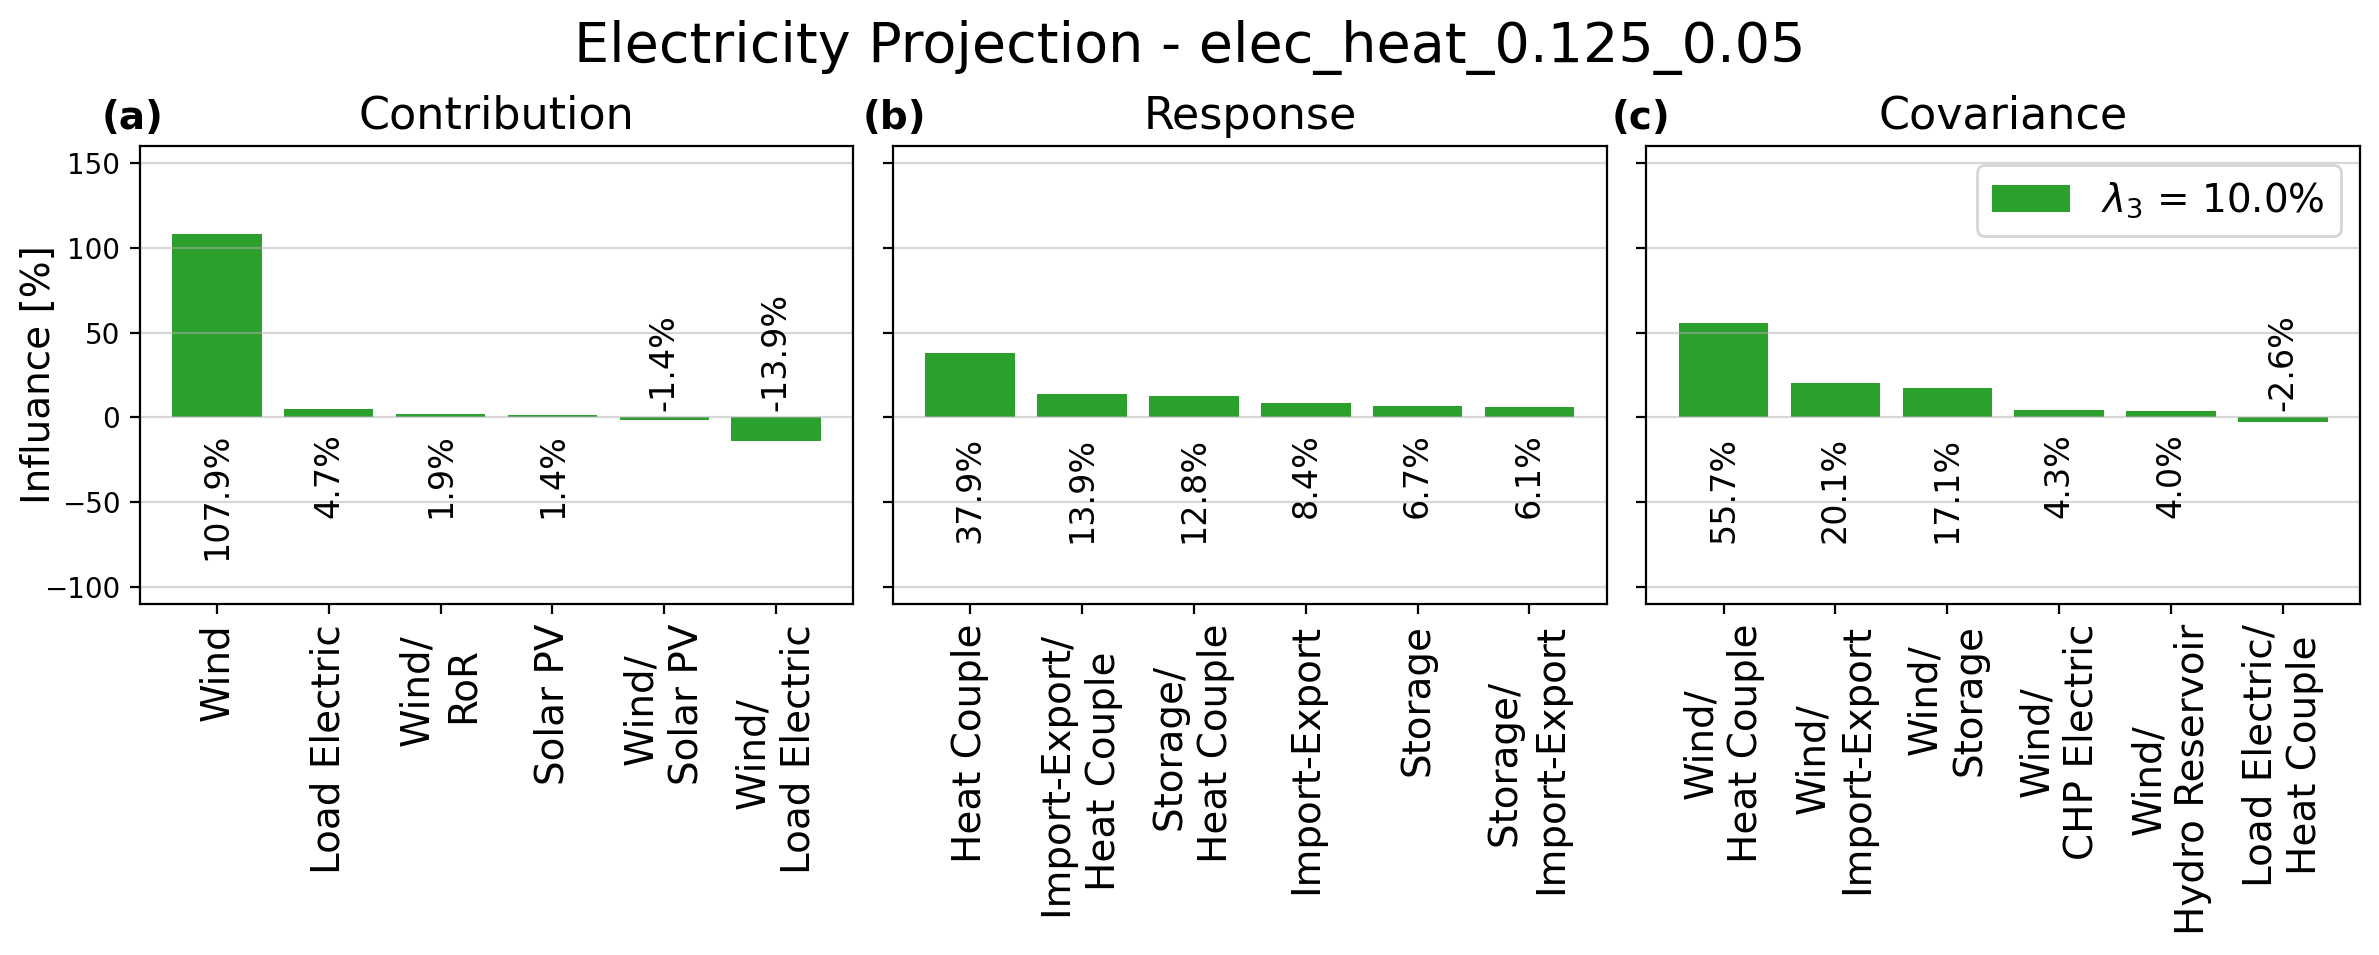 Electricity Projection - elec_heat_0.125_0.05
(a)
Contribution
Influance [%]
150
100
50
0
−50
−100
107.9%
4.7%
1.9%
1.4%
-1.4%
-13.9%
Wind
Load Electric
Wind/
RoR
Solar PV
Wind/
Solar PV
Wind/
Load Electric
(b)
Response
37.9%
13.9%
12.8%
8.4%
6.7%
6.1%
Heat Couple
Import-Export/
Heat Couple
Storage/
Heat Couple
Import-Export
Storage
Storage/
Import-Export
(c)
Covariance
λ₃ = 10.0%
55.7%
20.1%
17.1%
4.3%
4.0%
-2.6%
Wind/
Heat Couple
Wind/
Import-Export
Wind/
Storage
Wind/
CHP Electric
Wind/
Hydro Reservoir
Load Electric/
Heat Couple